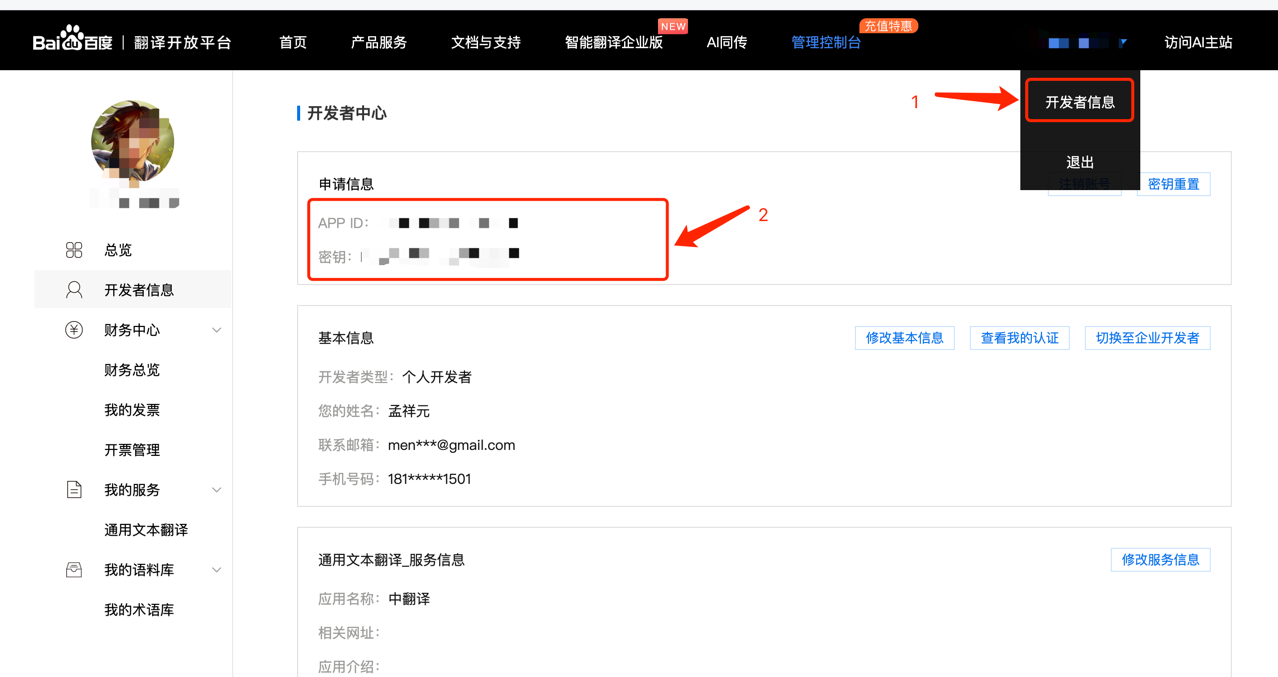 Baidu百度 | 翻译开放平台 首页 产品服务 文档与支持 智能翻译企业版 NEW AI同传 管理控制台 充值特惠 访问AI主站
开发者信息
退出
1
开发者中心
申请信息 注销账号 密钥重置
APP ID:
密钥:
2
总览
开发者信息
财务中心
财务总览
我的发票
开票管理
我的服务
通用文本翻译
我的语料库
我的术语库
基本信息 修改基本信息 查看我的认证 切换至企业开发者
开发者类型: 个人开发者
您的姓名: 孟祥元
联系邮箱: men***@gmail.com
手机号码: 181*****1501
通用文本翻译_服务信息 修改服务信息
应用名称: 中翻译
相关网址:
应用介绍: